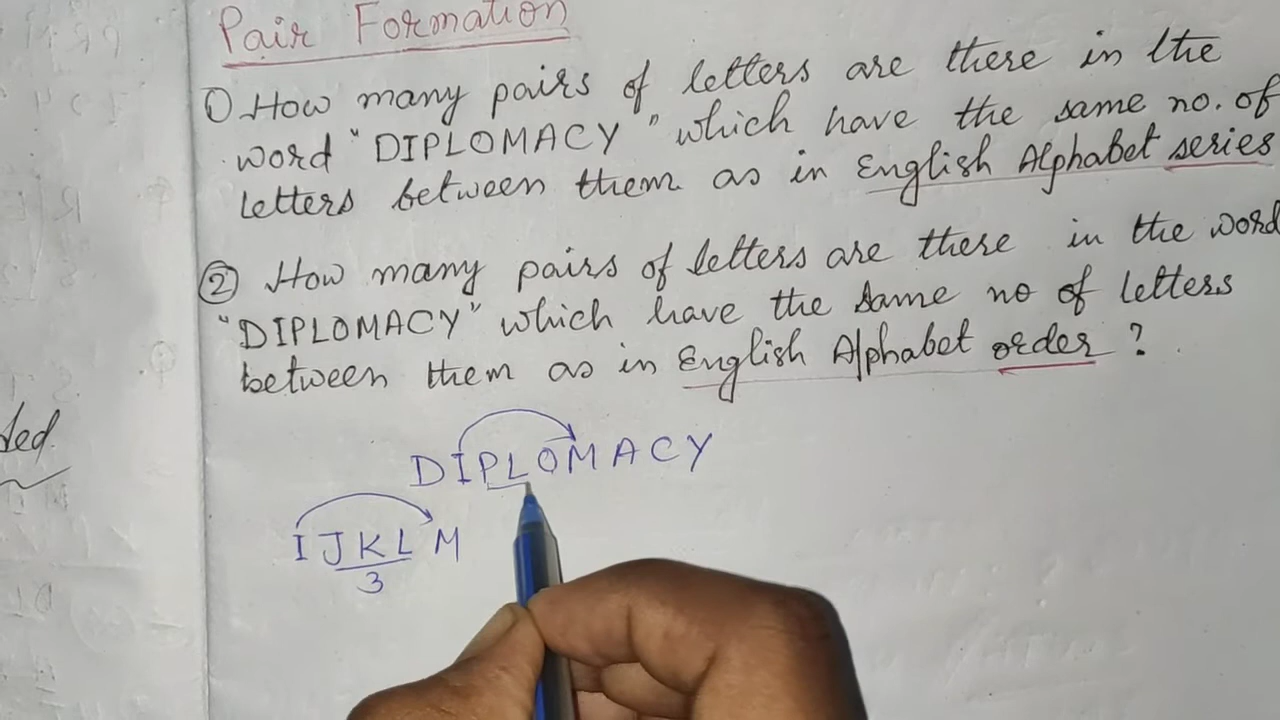 Pair Formation
① How many pairs of letters are there in the
word "DIPLOMACY" which have the same no. of
letters between them as in English Alphabet series
② How many pairs of letters are there in the word
"DIPLOMACY" which have the same no of letters
between them as in English Alphabet order ?
ded.
DIPLOMACY
I J K L M
3